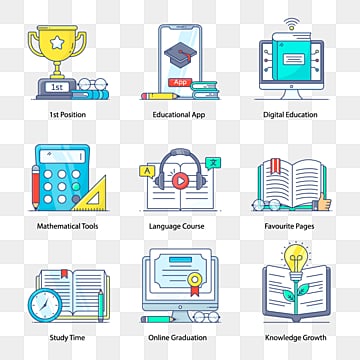 1st
App
1st Position
Educational App
Digital Education
A
文
Mathematical Tools
Language Course
Favourite Pages
Study Time
Online Graduation
Knowledge Growth